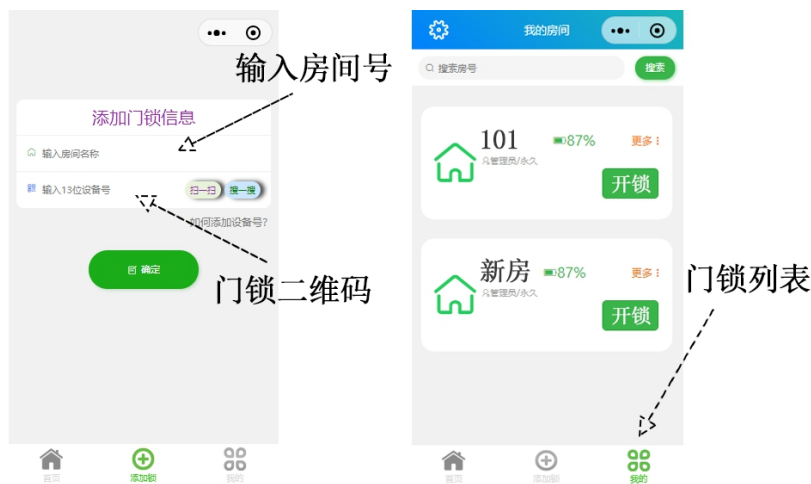 输入房间号
添加门锁信息
输入房间名称
输入13位设备号
扫一扫
搜一搜
如何添加设备号?
确定
门锁二维码
首页
添加锁
我的
我的房间
搜索房号
搜索
101
87%
更多
管理员/永久
开锁
新房
87%
更多
管理员/永久
开锁
门锁列表
首页
添加锁
我的